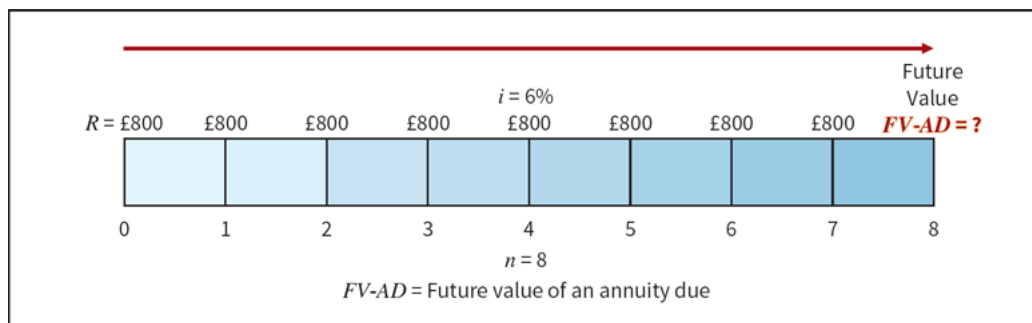 Future
Value
i = 6%
R = £800 £800 £800 £800 £800 £800 £800 £800 FV-AD = ?
0 1 2 3 4 5 6 7 8
n = 8
FV-AD = Future value of an annuity due